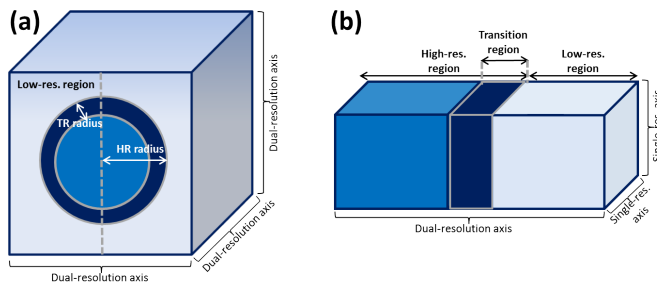 (a)
Low-res. region
TR radius
HR radius
Dual-resolution axis
Dual-resolution axis
Dual-resolution axis
(b)
Transition
region
High-res.
region
Low-res.
region
Single-res. axis
Single-res.
axis
Dual-resolution axis